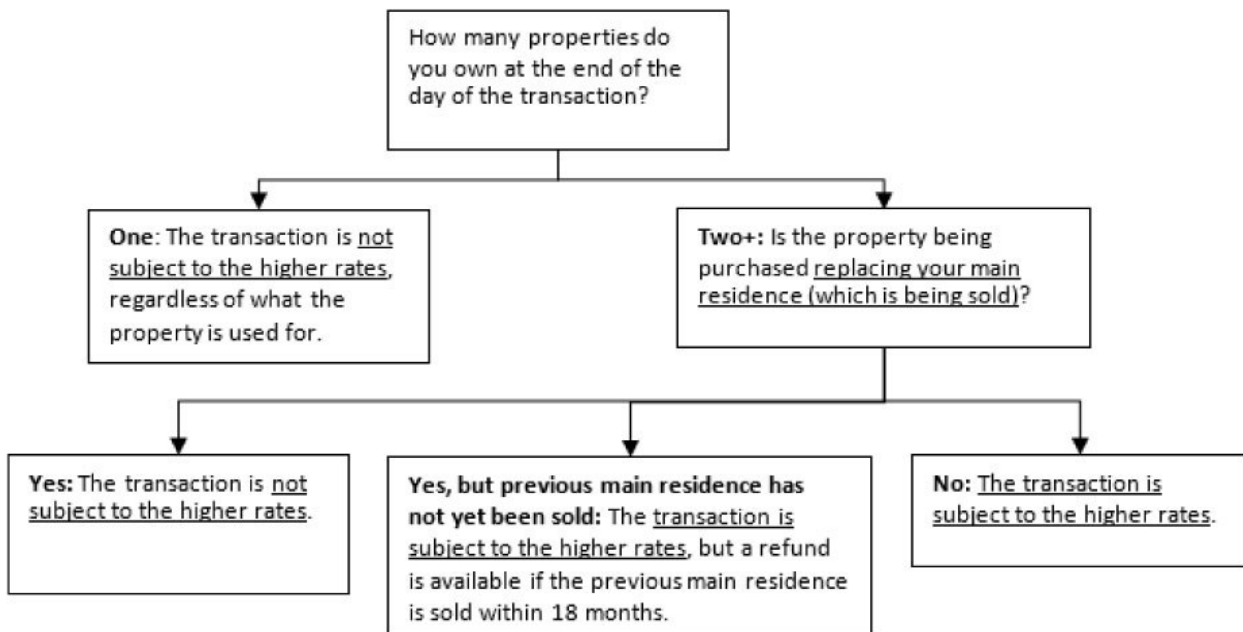 How many properties do
you own at the end of the
day of the transaction?
One: The transaction is not
subject to the higher rates,
regardless of what the
property is used for.
Two+: Is the property being
purchased replacing your main
residence (which is being sold)?
Yes: The transaction is not
subject to the higher rates.
Yes, but previous main residence has
not yet been sold: The transaction is
subject to the higher rates, but a refund
is available if the previous main residence
is sold within 18 months.
No: The transaction is
subject to the higher rates.